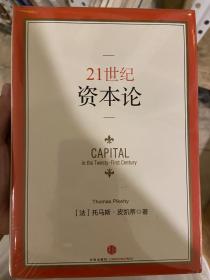 21世纪
资本论
CAPITAL
in the Twenty-First Century
Thomas Piketty
[法] 托马斯·皮凯蒂 著